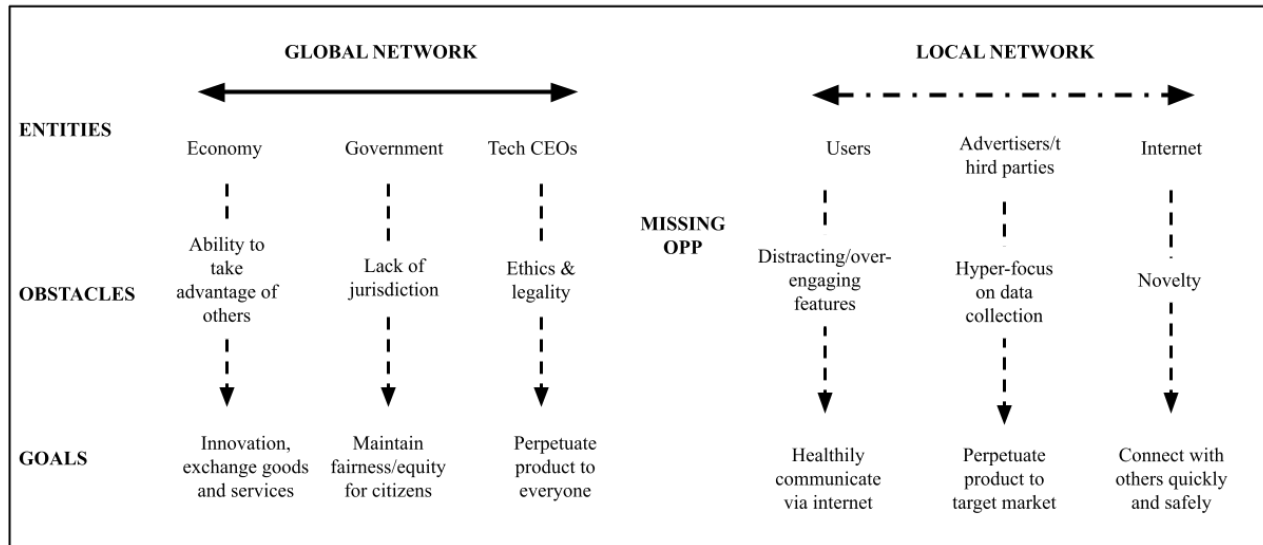 GLOBAL NETWORK
LOCAL NETWORK
ENTITIES
Economy
Government
Tech CEOs
Users
Advertisers/t
hird parties
Internet
MISSING
OPP
OBSTACLES
Ability to
take
advantage of
others
Lack of
jurisdiction
Ethics &
legality
Distracting/over-
engaging
features
Hyper-focus
on data
collection
Novelty
GOALS
Innovation,
exchange goods
and services
Maintain
fairness/equity
for citizens
Perpetuate
product to
everyone
Healthily
communicate
via internet
Perpetuate
product to
target market
Connect with
others quickly
and safely